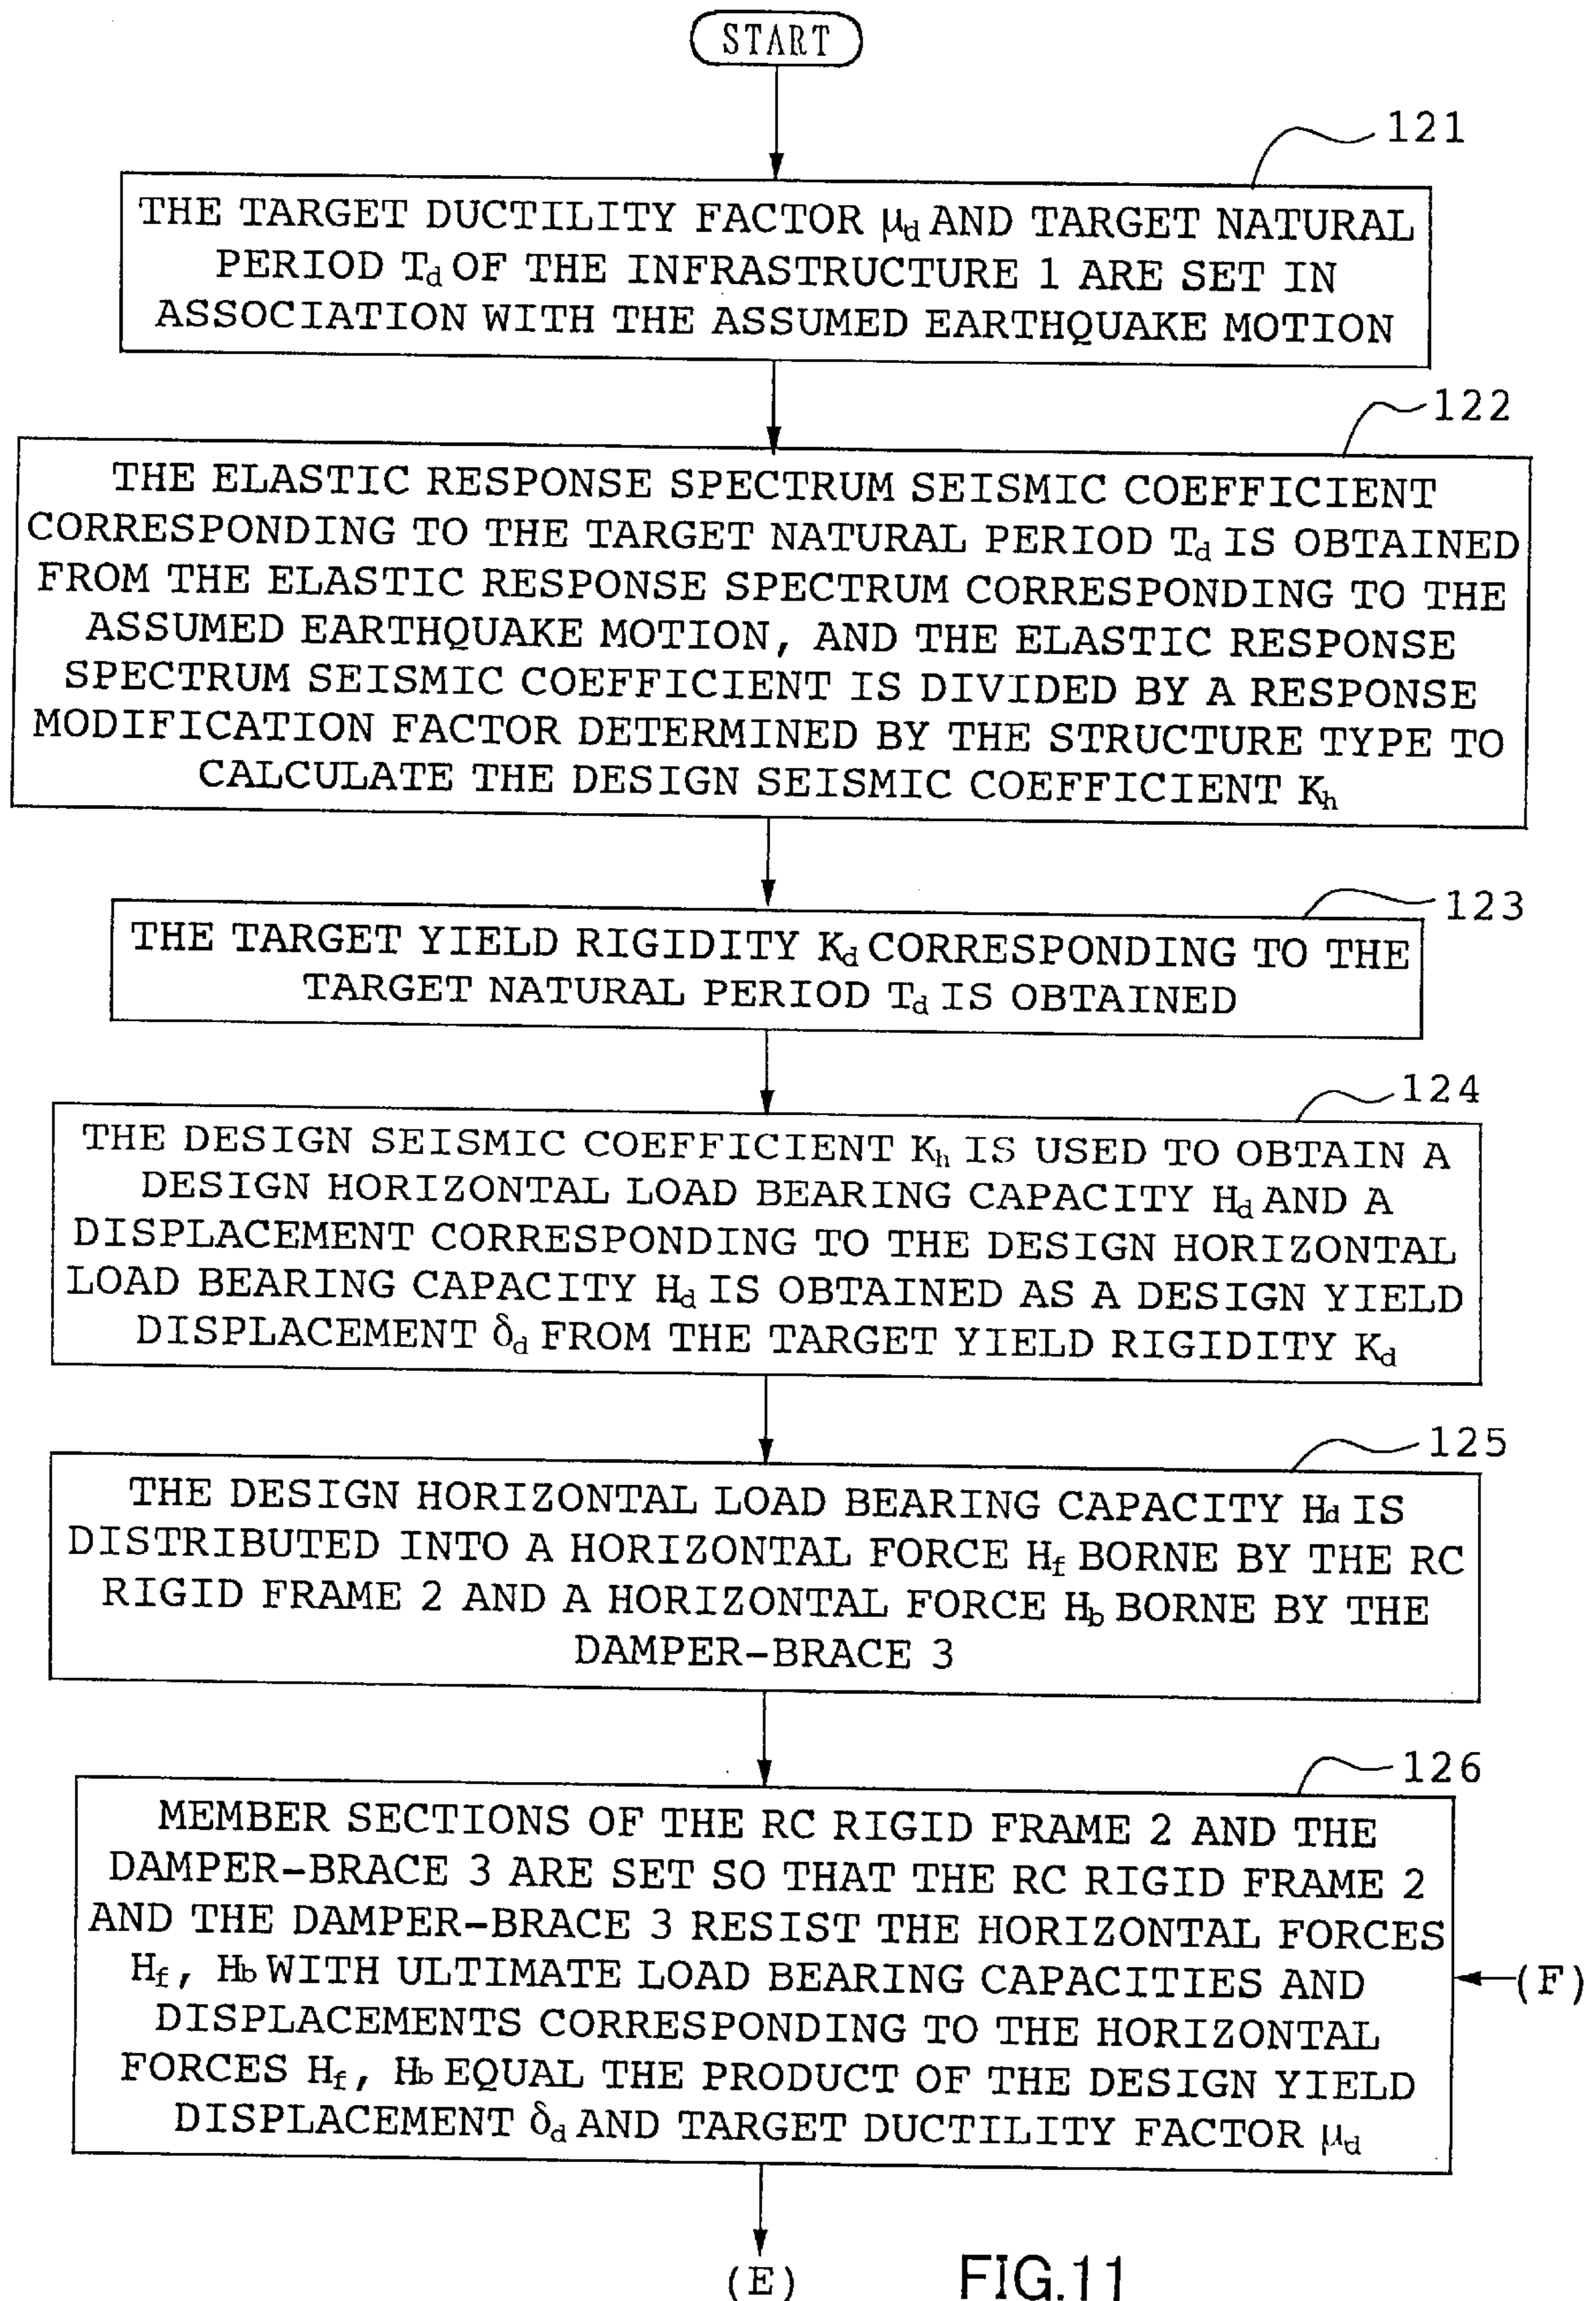 START
121
THE TARGET DUCTILITY FACTOR μd AND TARGET NATURAL
PERIOD Td OF THE INFRASTRUCTURE 1 ARE SET IN
ASSOCIATION WITH THE ASSUMED EARTHQUAKE MOTION
122
THE ELASTIC RESPONSE SPECTRUM SEISMIC COEFFICIENT
CORRESPONDING TO THE TARGET NATURAL PERIOD Td IS OBTAINED
FROM THE ELASTIC RESPONSE SPECTRUM CORRESPONDING TO THE
ASSUMED EARTHQUAKE MOTION, AND THE ELASTIC RESPONSE
SPECTRUM SEISMIC COEFFICIENT IS DIVIDED BY A RESPONSE
MODIFICATION FACTOR DETERMINED BY THE STRUCTURE TYPE TO
CALCULATE THE DESIGN SEISMIC COEFFICIENT Kh
123
THE TARGET YIELD RIGIDITY Kd CORRESPONDING TO THE
TARGET NATURAL PERIOD Td IS OBTAINED
124
THE DESIGN SEISMIC COEFFICIENT Kh IS USED TO OBTAIN A
DESIGN HORIZONTAL LOAD BEARING CAPACITY Hd AND A
DISPLACEMENT CORRESPONDING TO THE DESIGN HORIZONTAL
LOAD BEARING CAPACITY Hd IS OBTAINED AS A DESIGN YIELD
DISPLACEMENT δd FROM THE TARGET YIELD RIGIDITY Kd
125
THE DESIGN HORIZONTAL LOAD BEARING CAPACITY Hd IS
DISTRIBUTED INTO A HORIZONTAL FORCE Hf BORNE BY THE RC
RIGID FRAME 2 AND A HORIZONTAL FORCE Hb BORNE BY THE
DAMPER-BRACE 3
126
MEMBER SECTIONS OF THE RC RIGID FRAME 2 AND THE
DAMPER-BRACE 3 ARE SET SO THAT THE RC RIGID FRAME 2
AND THE DAMPER-BRACE 3 RESIST THE HORIZONTAL FORCES
Hf, Hb WITH ULTIMATE LOAD BEARING CAPACITIES AND
DISPLACEMENTS CORRESPONDING TO THE HORIZONTAL
FORCES Hf, Hb EQUAL THE PRODUCT OF THE DESIGN YIELD
DISPLACEMENT δd AND TARGET DUCTILITY FACTOR μd
(F)
(E)
FIG.11